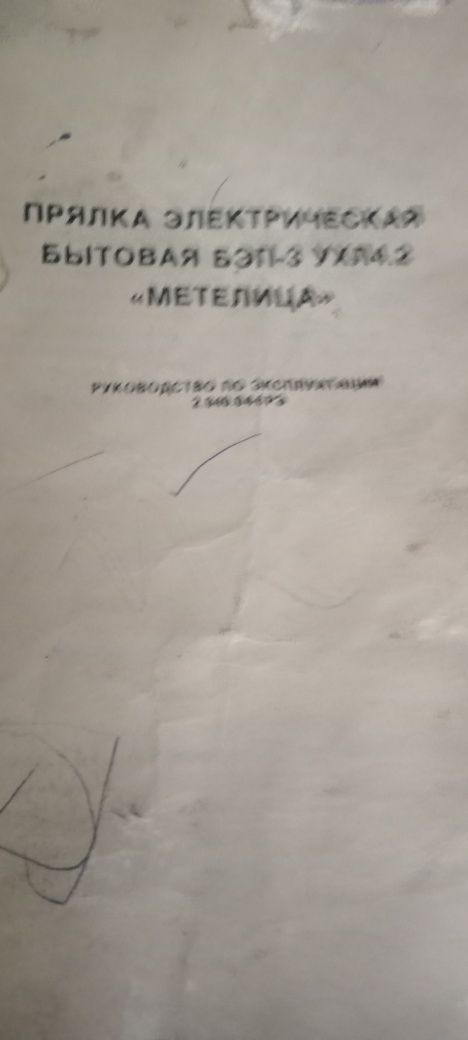 ПРЯЛКА ЭЛЕКТРИЧЕСКАЯ
БЫТОВАЯ БЭП-3 УХЛ4.2
«МЕТЕЛИЦА»
РУКОВОДСТВО ПО ЭКСПЛУАТАЦИИ